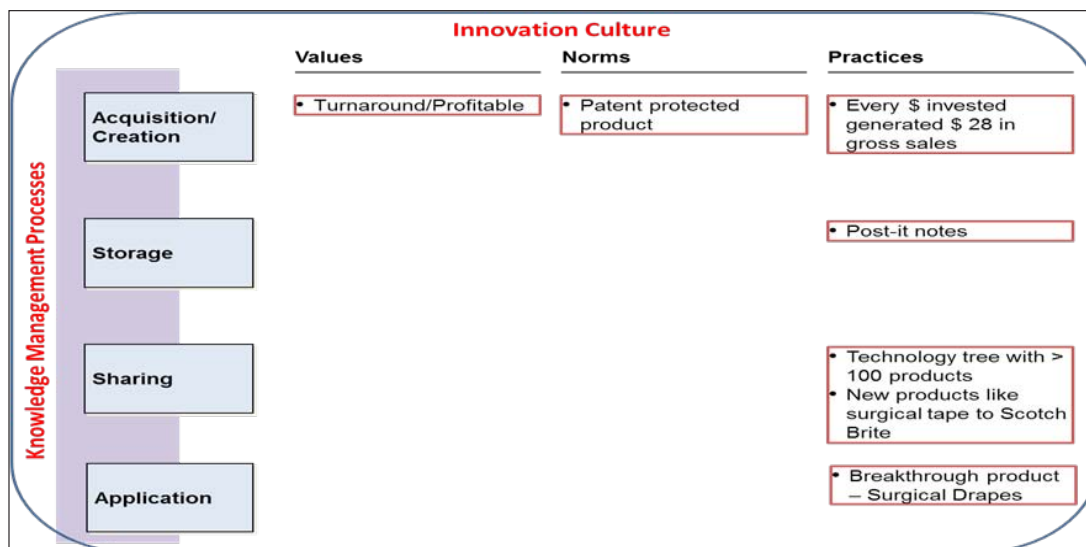 Innovation Culture
Values
Norms
Practices
Knowledge Management Processes
Acquisition/
Creation
• Turnaround/Profitable
• Patent protected
product
• Every $ invested
generated $ 28 in
gross sales
Storage
• Post-it notes
Sharing
• Technology tree with >
100 products
• New products like
surgical tape to Scotch
Brite
Application
• Breakthrough product
– Surgical Drapes